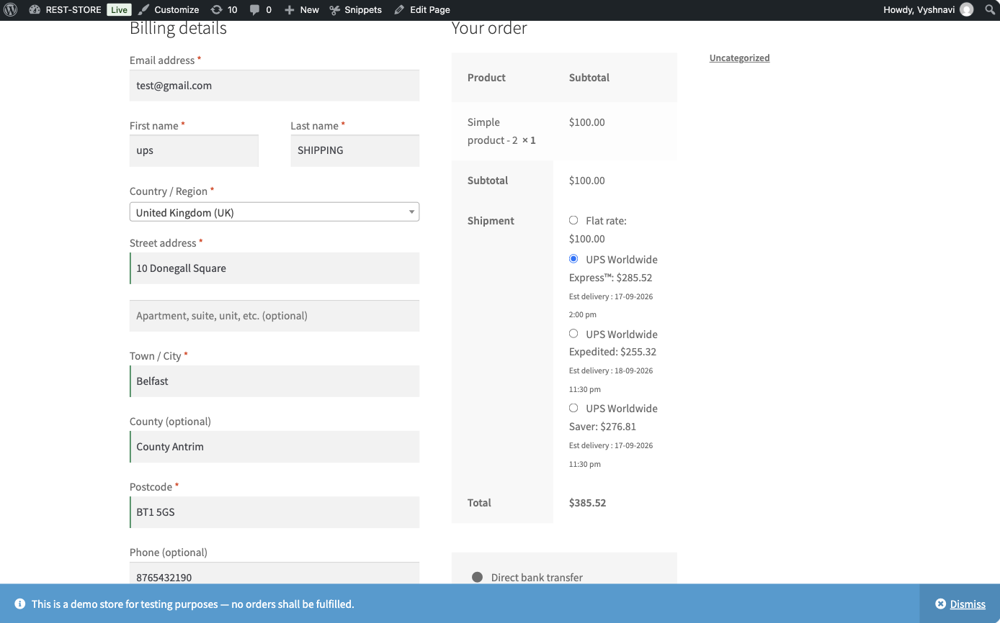 REST-STORE Live Customize 10 0 New Snippets Edit Page Howdy, Vyshnavi
Billing details
Email address *
test@gmail.com
First name *
Last name *
ups
SHIPPING
Country / Region *
United Kingdom (UK)
Street address *
10 Donegall Square
Apartment, suite, unit, etc. (optional)
Town / City *
Belfast
County (optional)
County Antrim
Postcode *
BT1 5GS
Phone (optional)
8765432190
Your order
Product Subtotal
Simple $100.00
product - 2 × 1
Subtotal $100.00
Shipment
Flat rate:
$100.00
UPS Worldwide
Express™: $285.52
Est delivery : 17-09-2026
2:00 pm
UPS Worldwide
Expedited: $255.32
Est delivery : 18-09-2026
11:30 pm
UPS Worldwide
Saver: $276.81
Est delivery : 17-09-2026
11:30 pm
Total $385.52
Direct bank transfer
Uncategorized
This is a demo store for testing purposes — no orders shall be fulfilled.
Dismiss